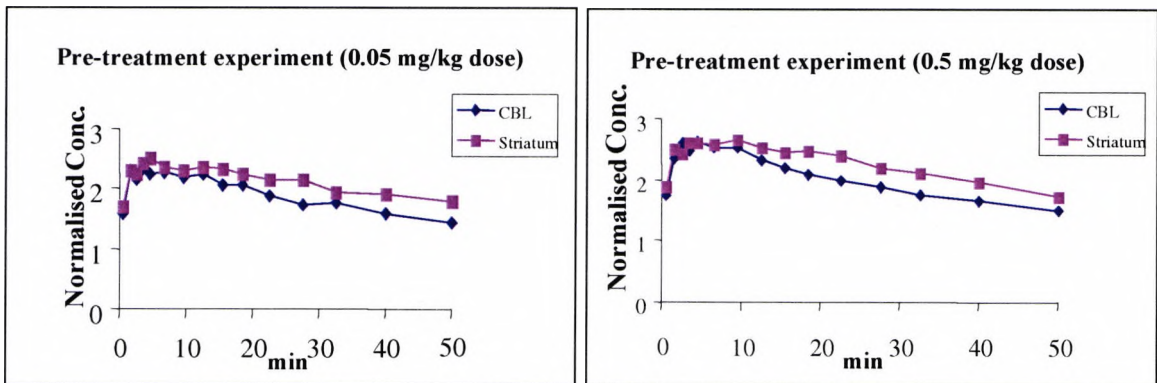 Pre-treatment experiment (0.05 mg/kg dose)
CBL
Striatum
Normalised Conc.
3
2
1
0
0 10 20 30 40 50
min
Pre-treatment experiment (0.5 mg/kg dose)
CBL
Striatum
Normalised Conc.
3
2
1
0
0 10 20 30 40 50
min